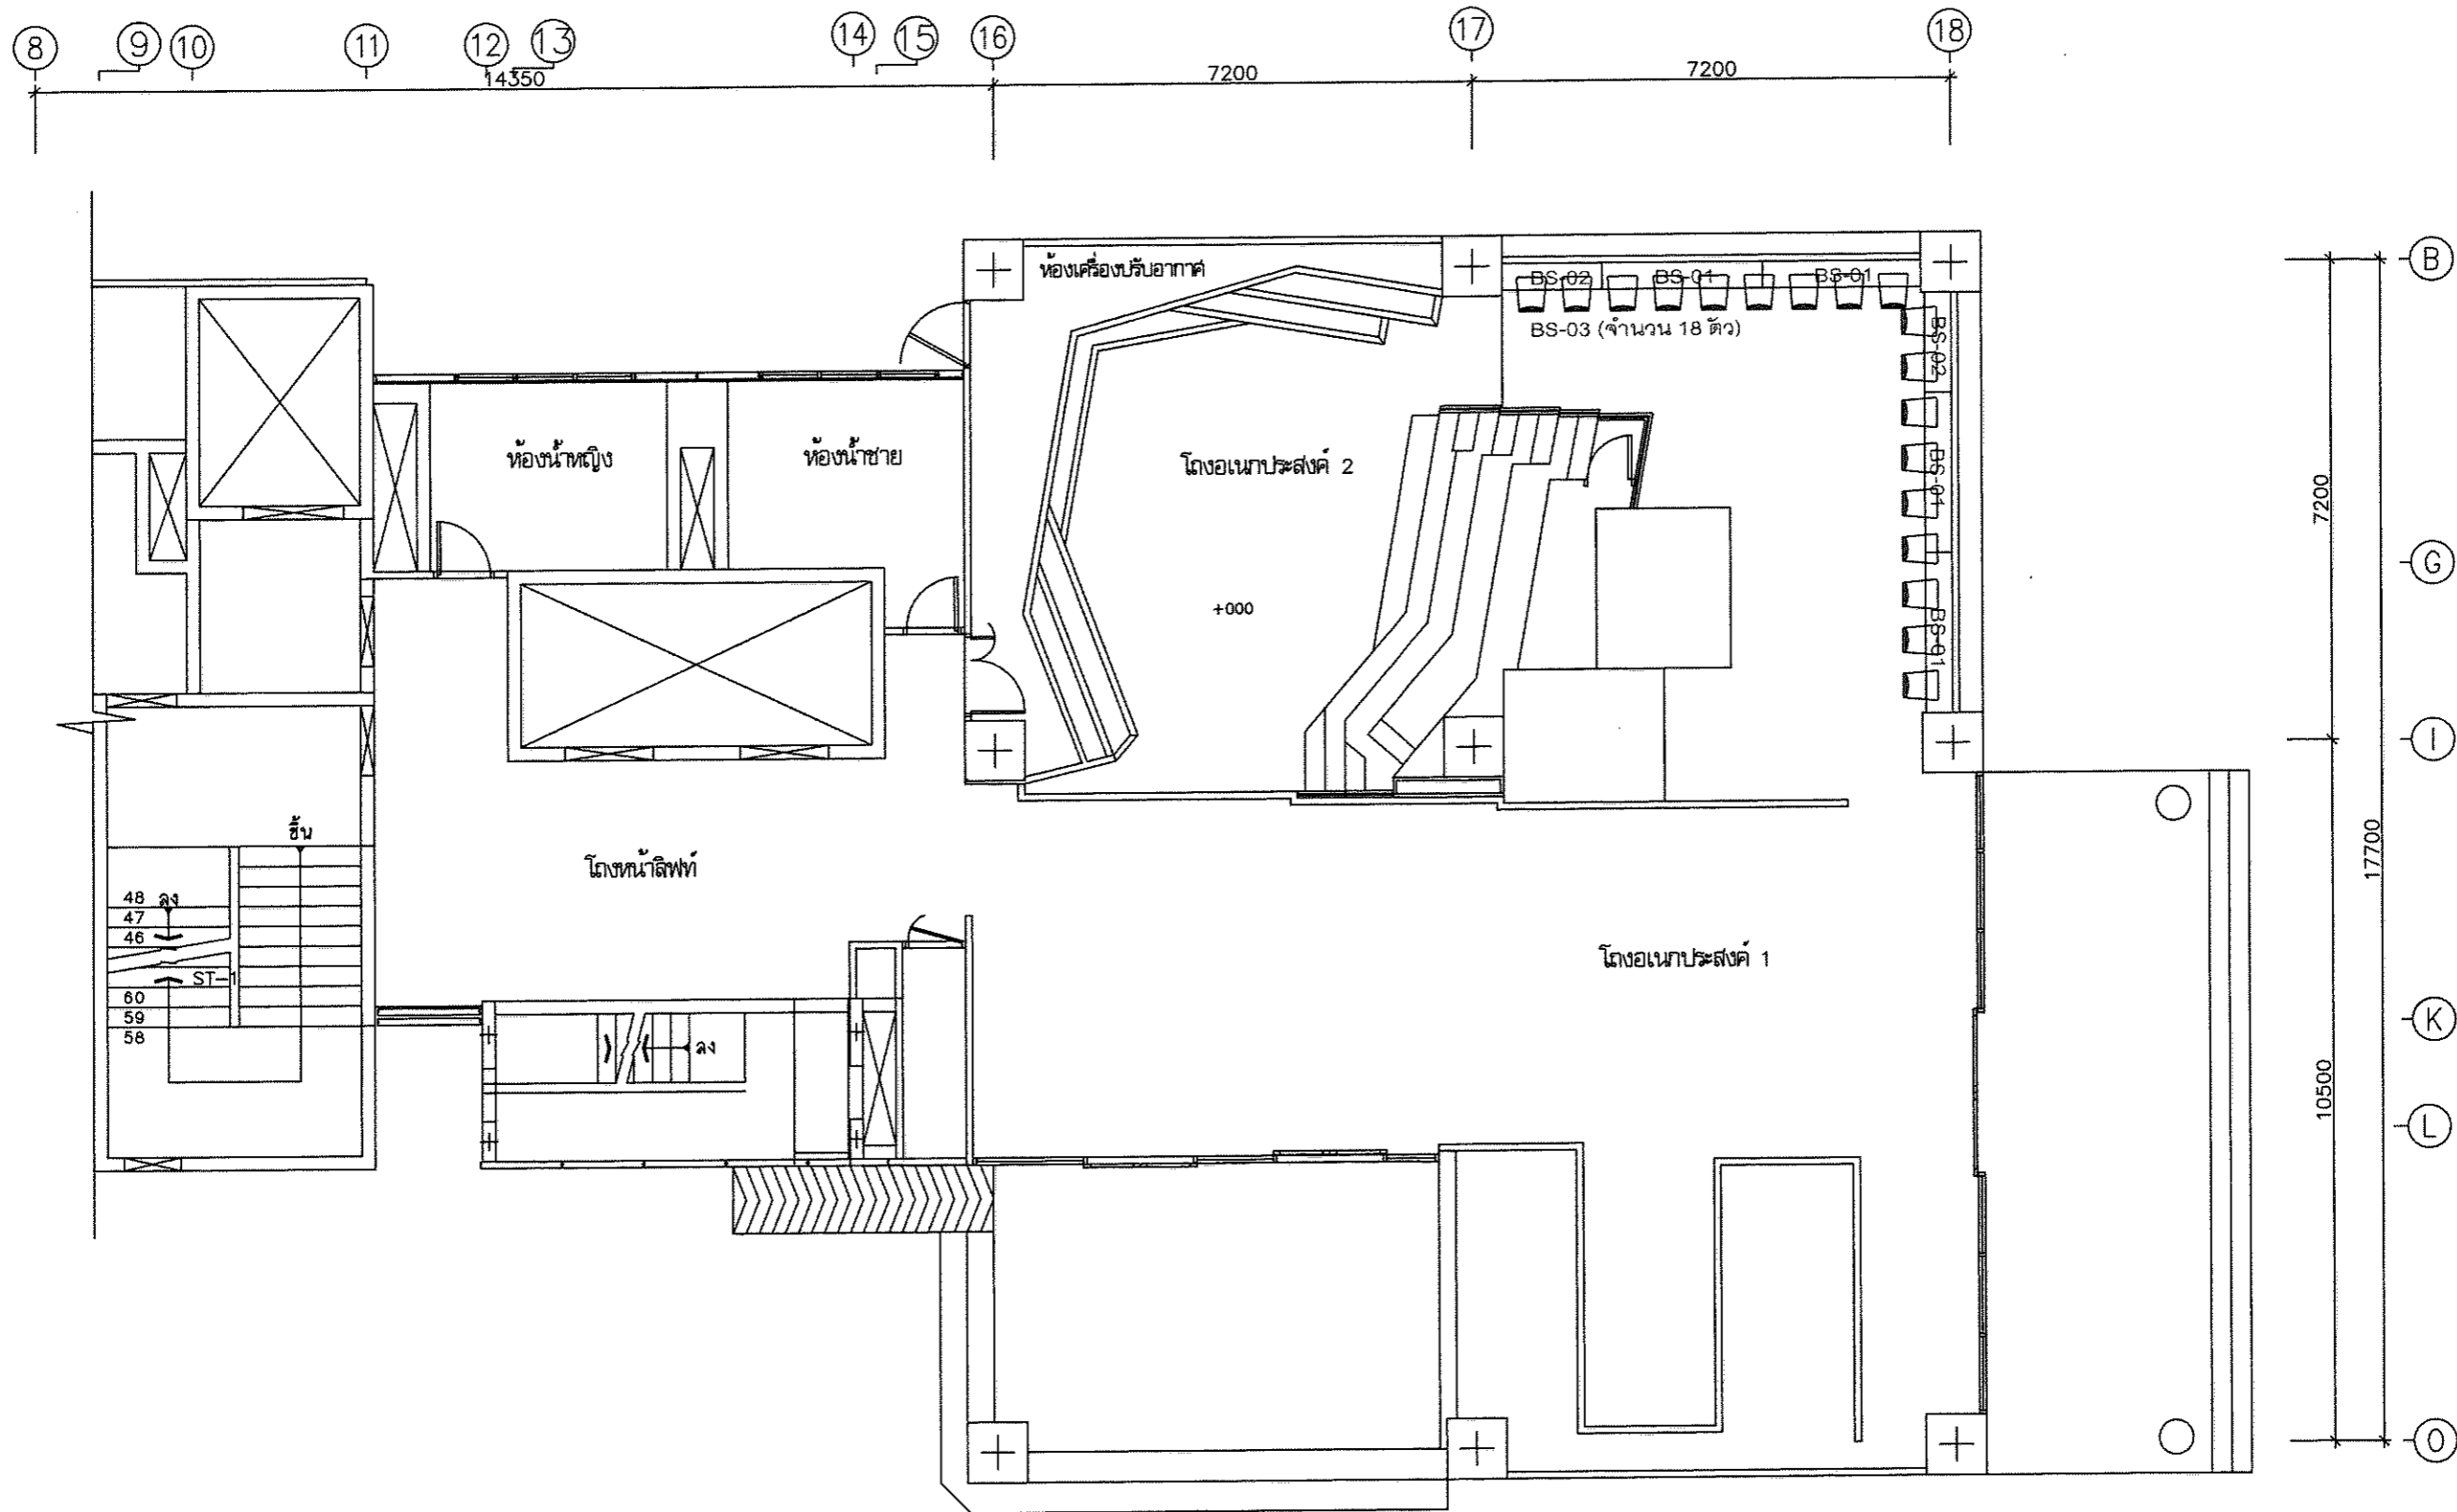 8
9
10
11
12
13
14
15
16
17
18
14350
7200
7200
B
G
I
K
L
O
7200
17700
10500
ห้องเครื่องปรับอากาศ
BS-02
BS-01
BS-01
BS-03 (จำนวน 18 ตัว)
BS-02
BS-01
BS-01
ห้องน้ำหญิง
ห้องน้ำชาย
โถงอเนกประสงค์ 2
+000
ขึ้น
โถงหน้าลิฟท์
48 ลง
47
46
ST-1
60
59
58
ลง
โถงอเนกประสงค์ 1